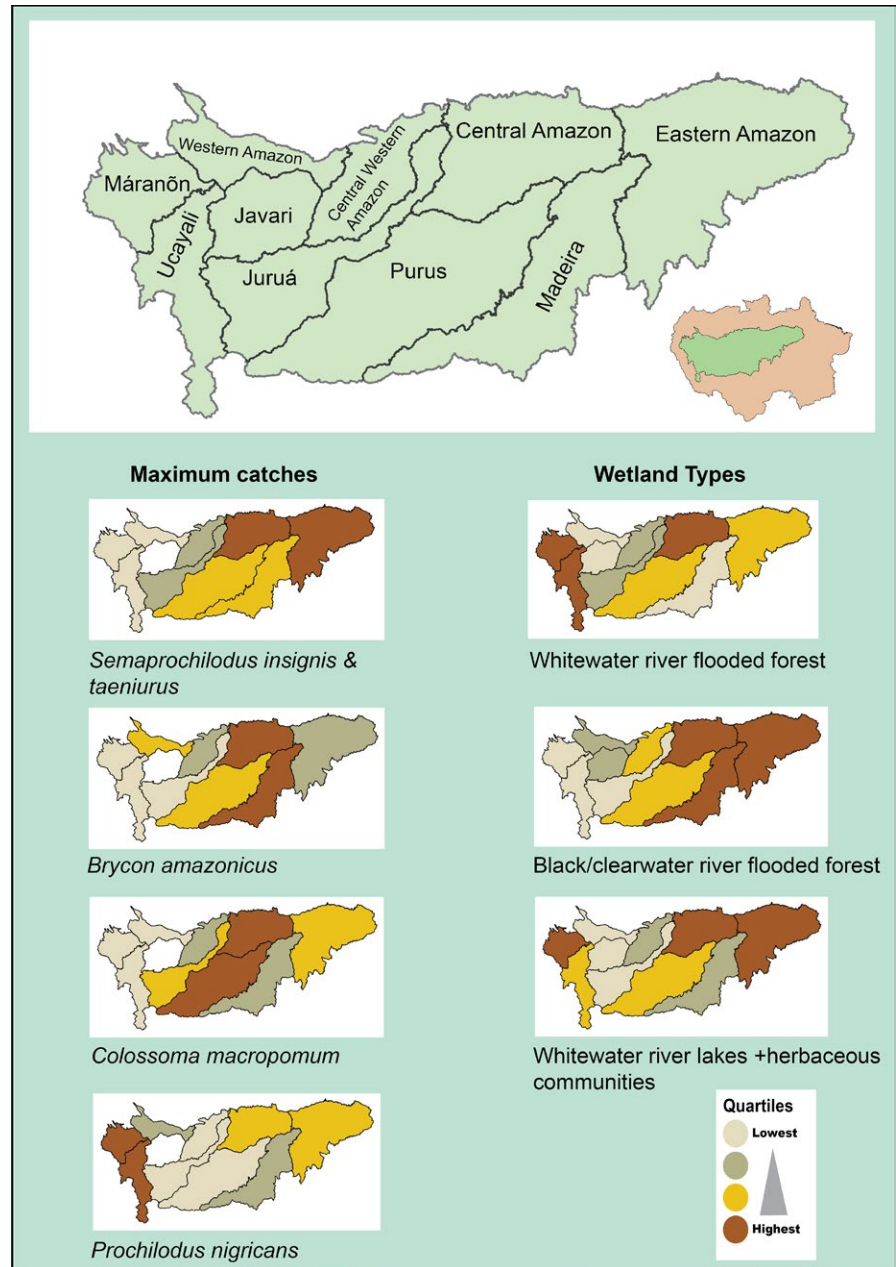 Western Amazon
Máranõn
Javari
Ucayali
Central Western
Amazon
Central Amazon
Eastern Amazon
Juruá
Purus
Madeira
Maximum catches
Semaprochilodus insignis &
taeniurus
Brycon amazonicus
Colossoma macropomum
Prochilodus nigricans
Wetland Types
Whitewater river flooded forest
Black/clearwater river flooded forest
Whitewater river lakes +herbaceous
communities
Quartiles
Lowest
Highest